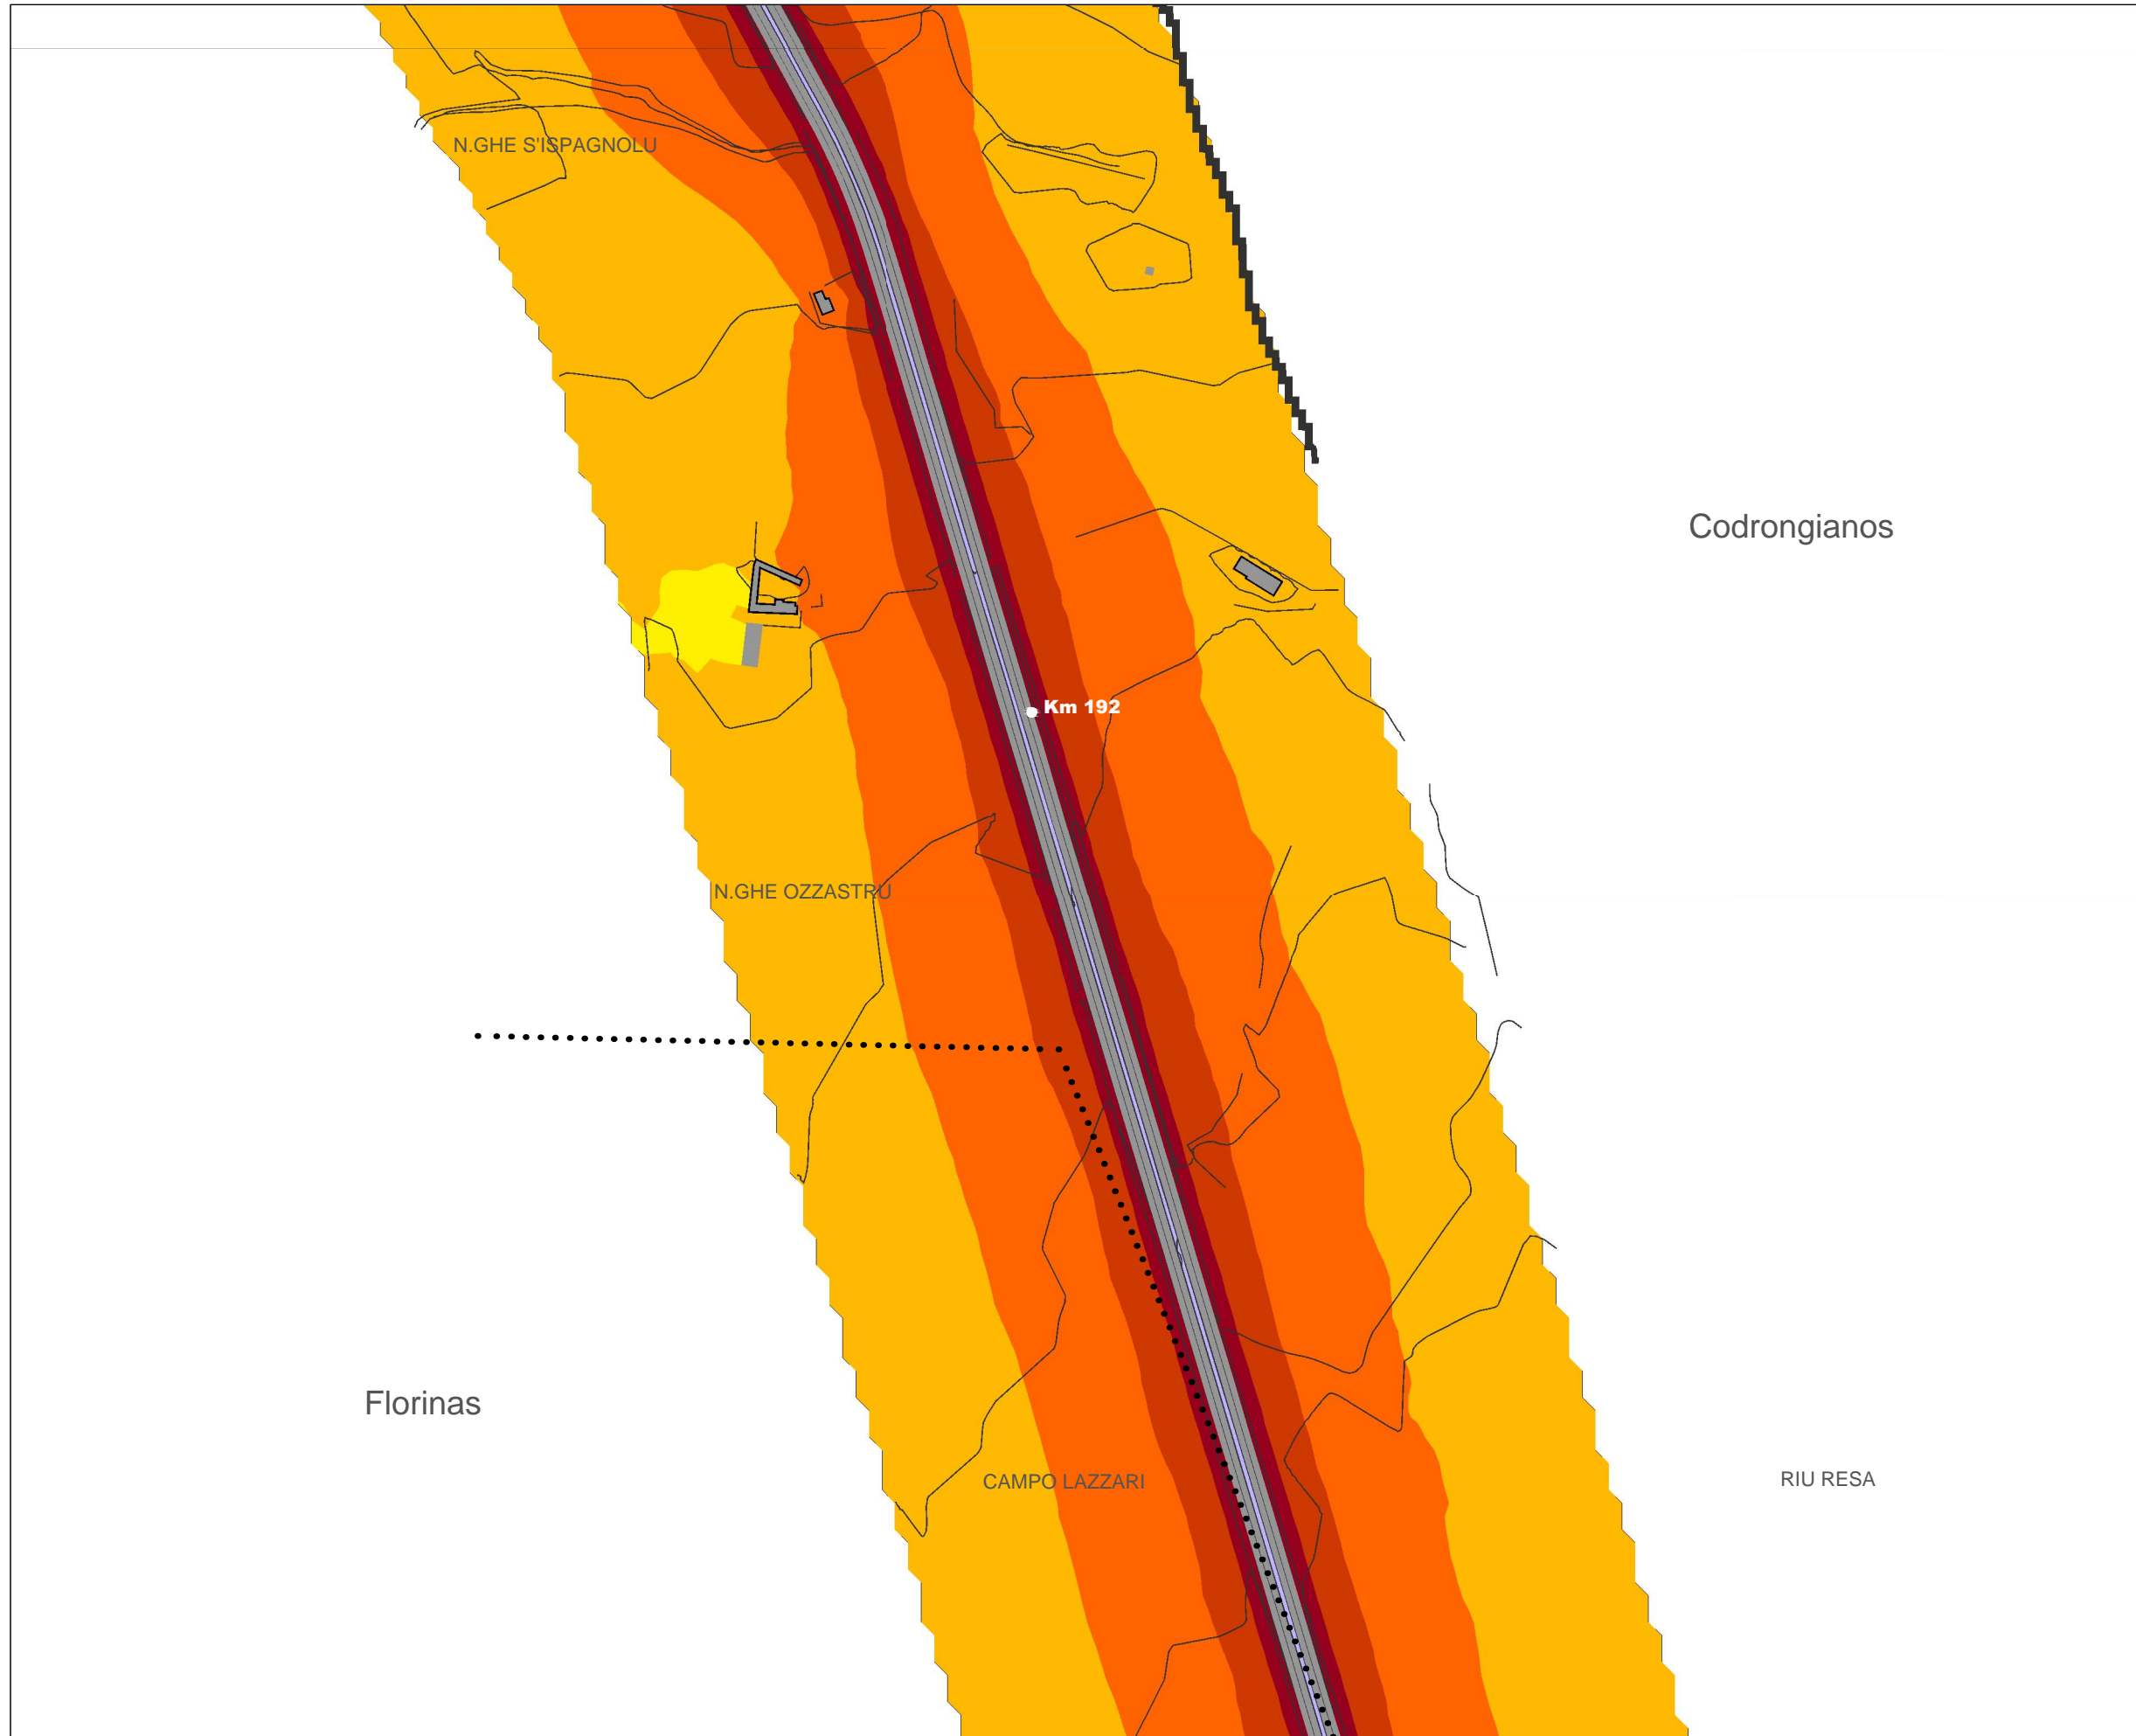 N.GHE S'ISPAGNOLU
Codrongianos
Km 192
N.GHE OZZASTRU
Florinas
CAMPO LAZZARI
RIU RESA